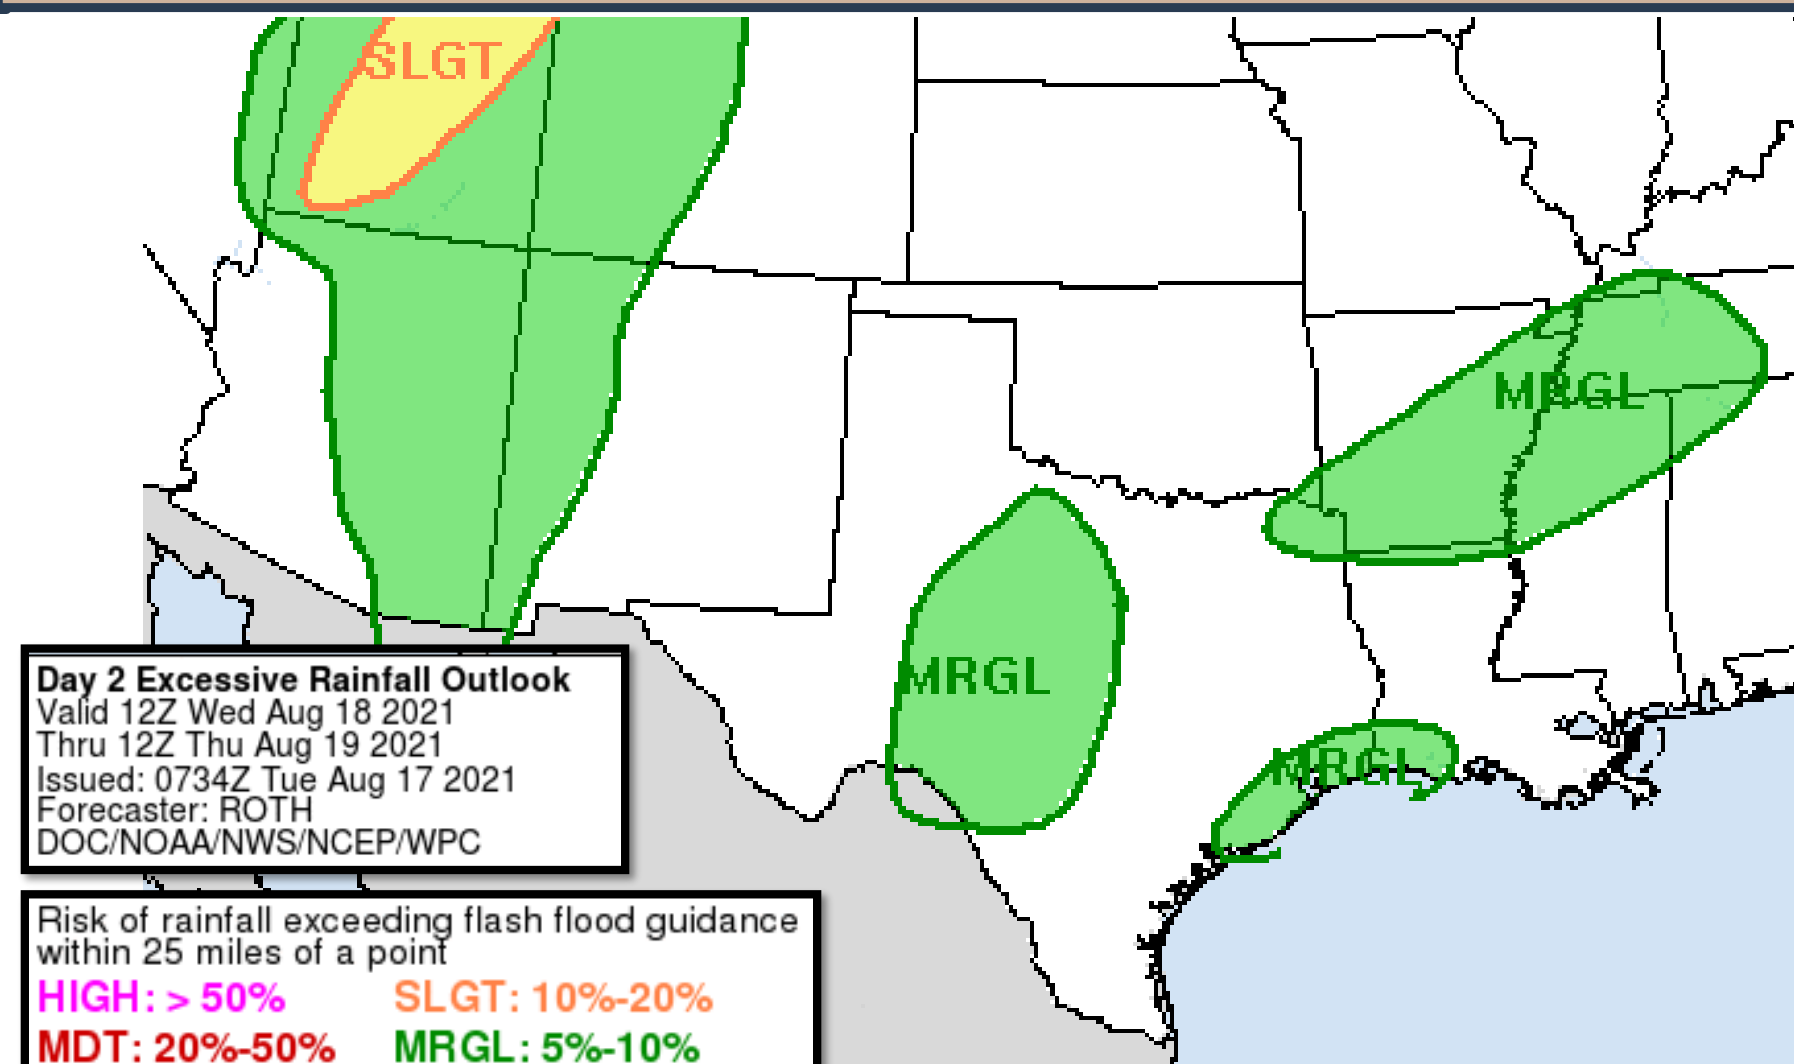 SLGT
MRGL
MRGL
MRGL
Day 2 Excessive Rainfall Outlook
Valid 12Z Wed Aug 18 2021
Thru 12Z Thu Aug 19 2021
Issued: 0734Z Tue Aug 17 2021
Forecaster: ROTH
DOC/NOAA/NWS/NCEP/WPC
Risk of rainfall exceeding flash flood guidance
within 25 miles of a point
HIGH: > 50% SLGT: 10%-20%
MDT: 20%-50% MRGL: 5%-10%